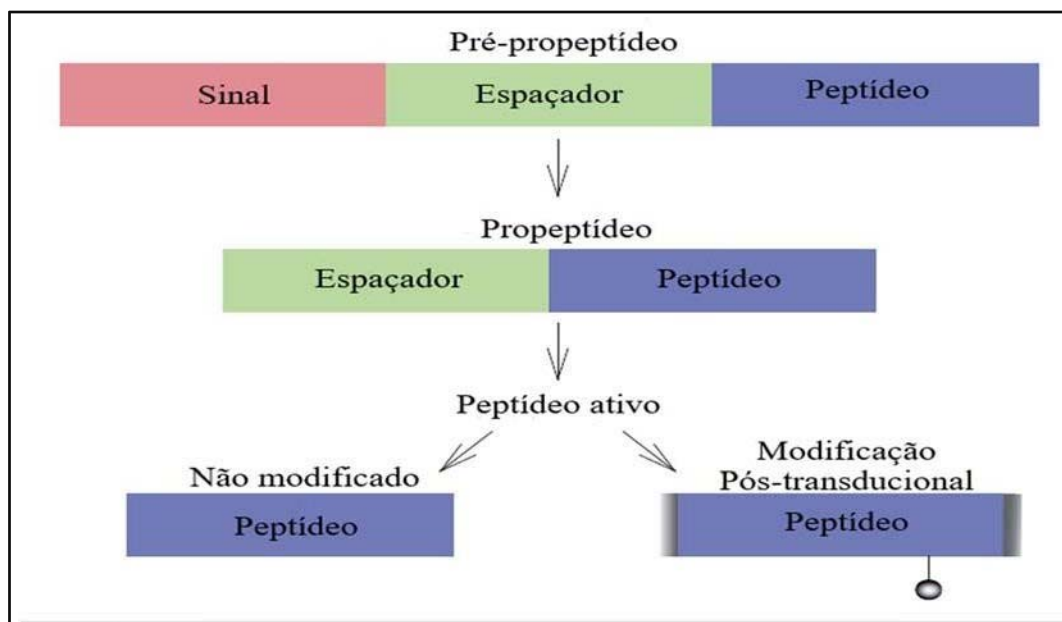 Pré-propeptídeo
Sinal Espaçador Peptídeo
Propeptídeo
Espaçador Peptídeo
Peptídeo ativo
Não modificado
Peptídeo
Modificação
Pós-transducional
Peptídeo